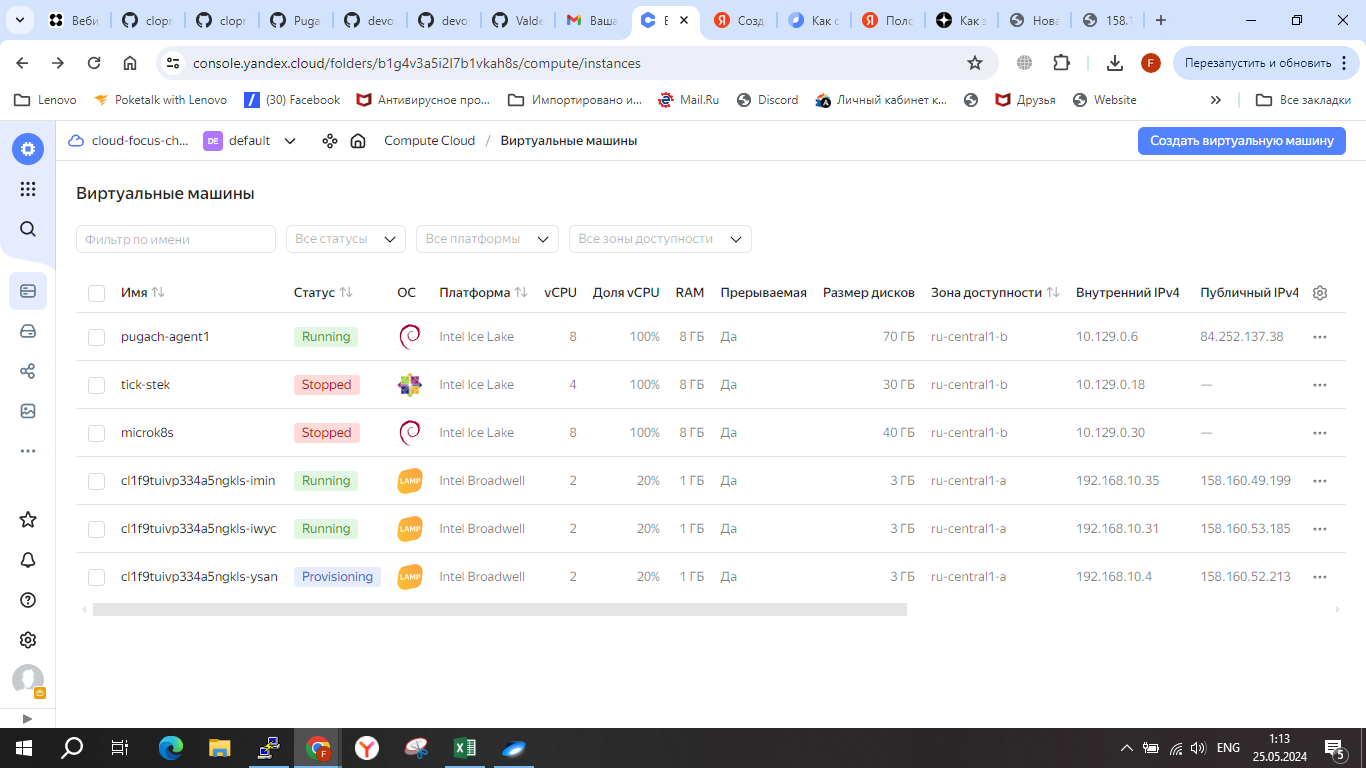 Веби
clopr
clopr
Puga
devo
devo
Valde
Ваша
Созд
Как с
Поло
Как з
Нова
158.1
console.yandex.cloud/folders/b1g4v3a5i2l7b1vkah8s/compute/instances
F
Перезапустить и обновить
Lenovo
Poketalk with Lenovo
(30) Facebook
Антивирусное про...
Импортировано и...
Mail.Ru
Discord
Личный кабинет к...
Друзья
Website
Все закладки
cloud-focus-ch...
DE
default
Compute Cloud / Виртуальные машины
Создать виртуальную машину
Виртуальные машины
Фильтр по имени
Все статусы
Все платформы
Все зоны доступности
Имя Статус ОС Платформа vCPU Доля vCPU RAM Прерываемая Размер дисков Зона доступности Внутренний IPv4 Публичный IPv4
pugach-agent1 Running Intel Ice Lake 8 100% 8 ГБ Да 70 ГБ ru-central1-b 10.129.0.6 84.252.137.38
tick-stek Stopped Intel Ice Lake 4 100% 8 ГБ Да 30 ГБ ru-central1-b 10.129.0.18 —
microk8s Stopped Intel Ice Lake 8 100% 8 ГБ Да 40 ГБ ru-central1-b 10.129.0.30 —
cl1f9tuivp334a5ngkls-imin Running LAMP Intel Broadwell 2 20% 1 ГБ Да 3 ГБ ru-central1-a 192.168.10.35 158.160.49.199
cl1f9tuivp334a5ngkls-iwyc Running LAMP Intel Broadwell 2 20% 1 ГБ Да 3 ГБ ru-central1-a 192.168.10.31 158.160.53.185
cl1f9tuivp334a5ngkls-ysan Provisioning LAMP Intel Broadwell 2 20% 1 ГБ Да 3 ГБ ru-central1-a 192.168.10.4 158.160.52.213
ENG
1:13
25.05.2024
5